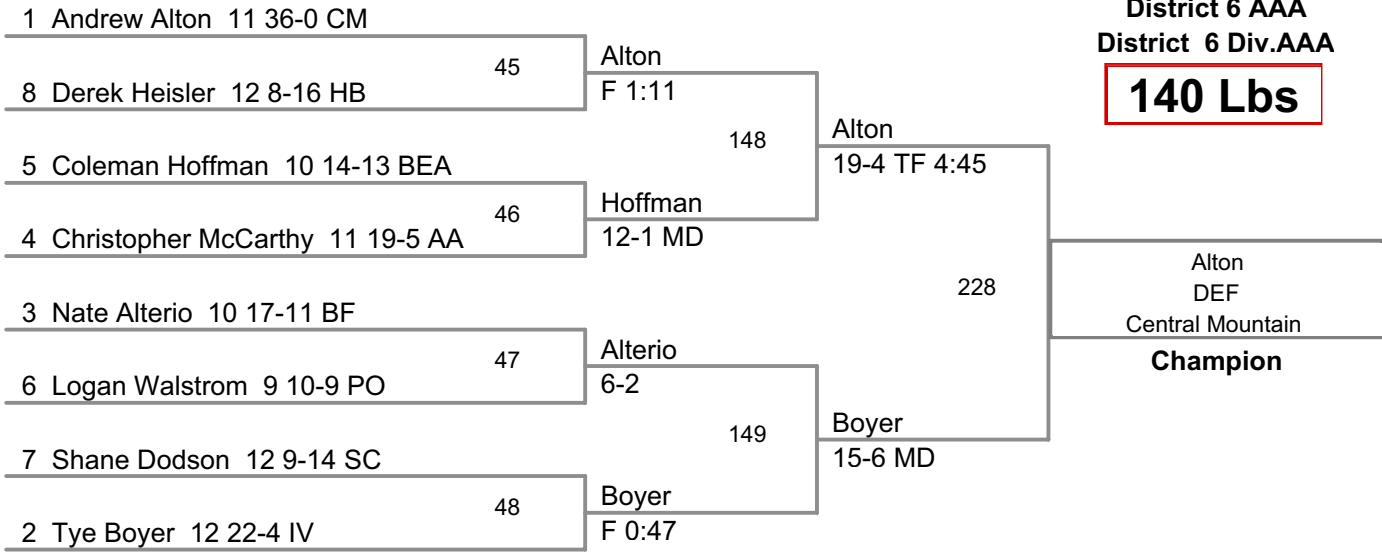 District 6 AAA
District 6 Div.AAA
140 Lbs
1 Andrew Alton 11 36-0 CM
45
8 Derek Heisler 12 8-16 HB
Alton
F 1:11
5 Coleman Hoffman 10 14-13 BEA
46
4 Christopher McCarthy 11 19-5 AA
Hoffman
12-1 MD
148
Alton
19-4 TF 4:45
3 Nate Alterio 10 17-11 BF
47
6 Logan Walstrom 9 10-9 PO
Alterio
6-2
7 Shane Dodson 12 9-14 SC
48
2 Tye Boyer 12 22-4 IV
Boyer
F 0:47
149
Boyer
15-6 MD
228
Alton
DEF
Central Mountain
Champion